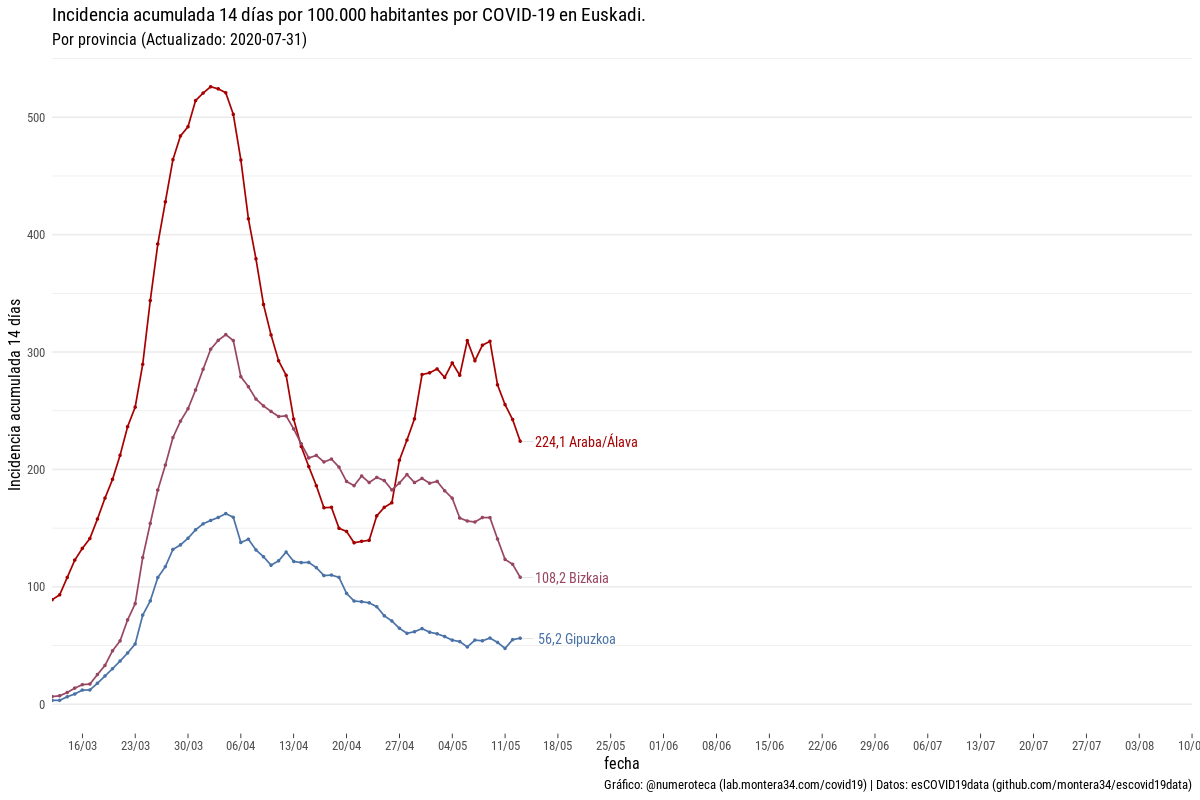 Incidencia acumulada 14 días por 100.000 habitantes por COVID-19 en Euskadi.
Por provincia (Actualizado: 2020-07-31)
Incidencia acumulada 14 días
500
400
300
200
100
0
224,1 Araba/Álava
108,2 Bizkaia
56,2 Gipuzkoa
16/03 23/03 30/03 06/04 13/04 20/04 27/04 04/05 11/05 18/05 25/05 01/06 08/06 15/06 22/06 29/06 06/07 13/07 20/07 27/07 03/08 10/0
fecha
Gráfico: @numeroteca (lab.montera34.com/covid19) | Datos: esCOVID19data (github.com/montera34/escovid19data)